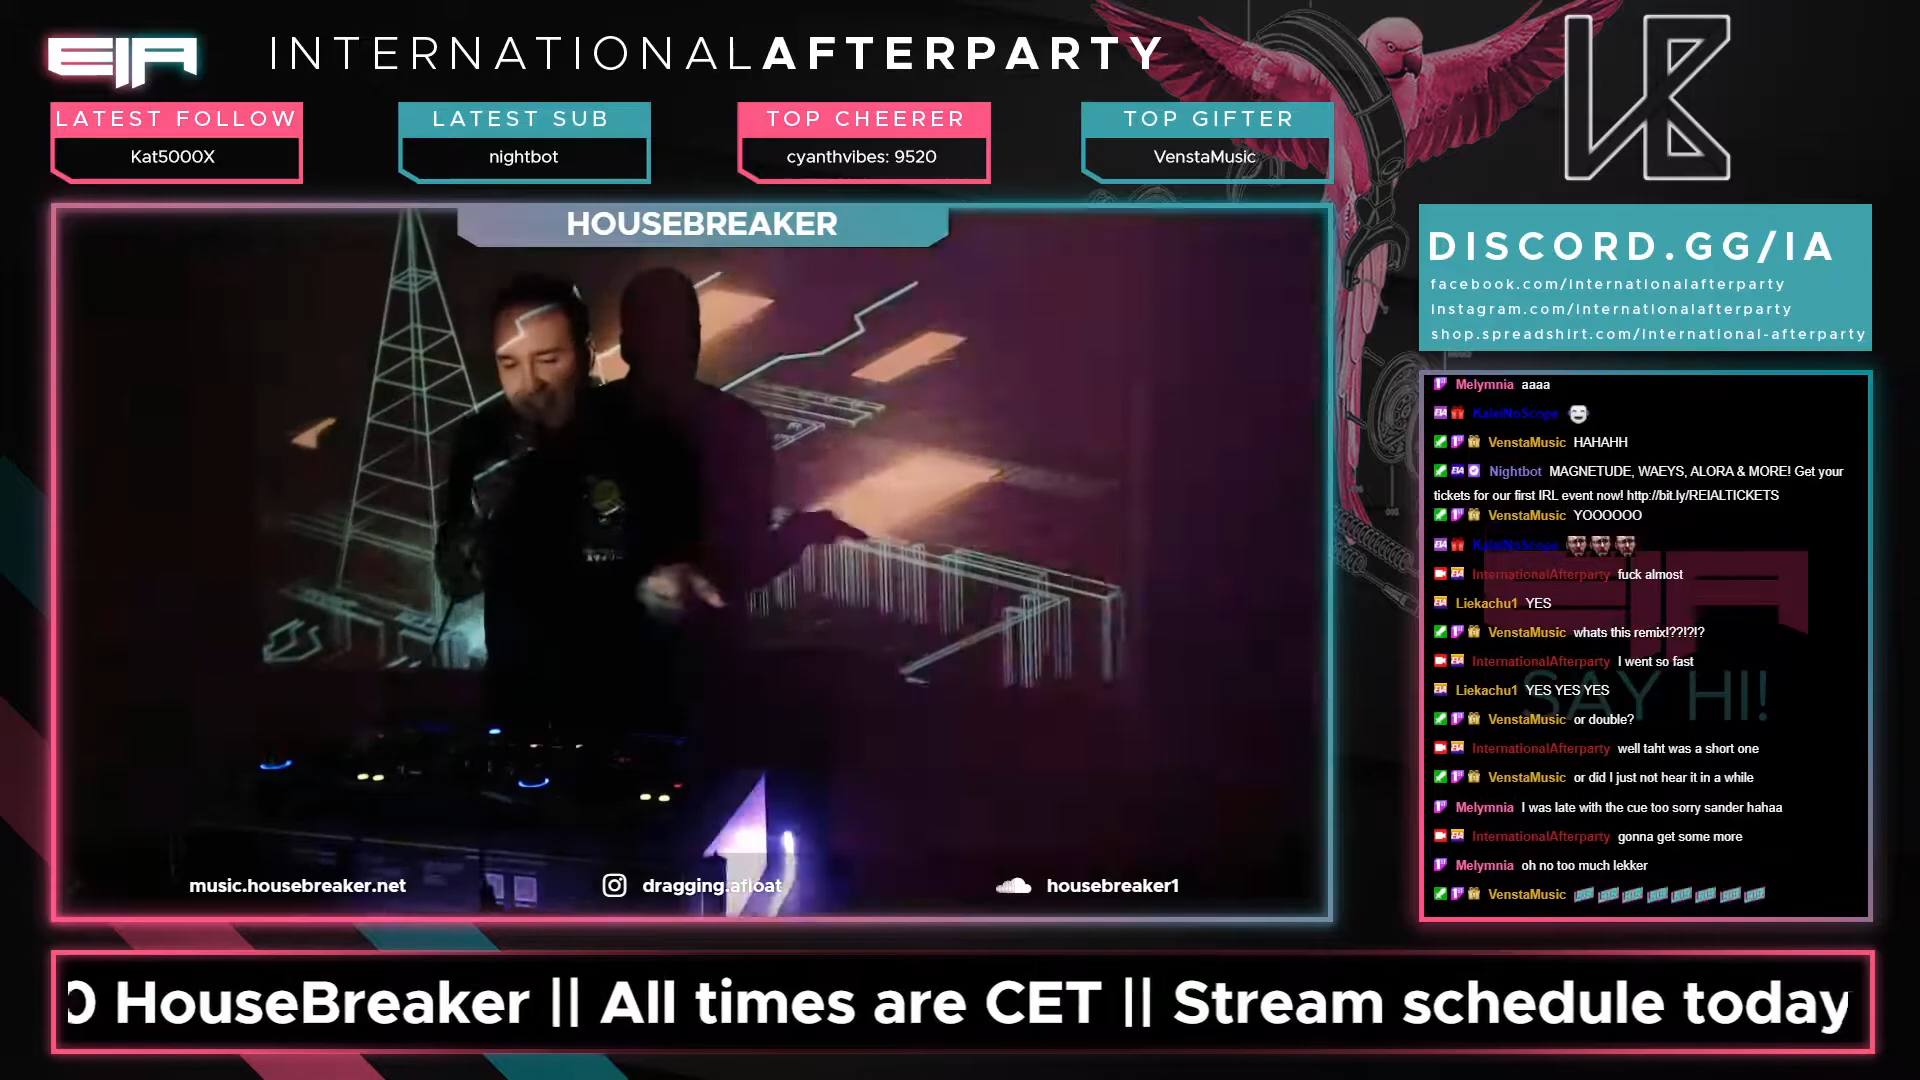 EIA
INTERNATIONALAFTERPARTY
LATEST FOLLOW
Kat5000X
LATEST SUB
nightbot
TOP CHEERER
cyanthvibes: 9520
TOP GIFTER
VenstaMusic
HOUSEBREAKER
music.housebreaker.net
dragging.afloat
housebreaker1
DISCORD.GG/IA
facebook.com/internationalafterparty
instagram.com/internationalafterparty
shop.spreadshirt.com/international-afterparty
Melymnia aaaa
KaleiNoScope
VenstaMusic HAHAHH
Nightbot MAGNETUDE, WAEYS, ALORA & MORE! Get your
tickets for our first IRL event now! http://bit.ly/REIALTICKETS
VenstaMusic YOOOOOO
KaleiNoScope
InternationalAfterparty fuck almost
Liekachu1 YES
VenstaMusic whats this remix!??!?!?
InternationalAfterparty I went so fast
Liekachu1 YES YES YES
VenstaMusic or double?
InternationalAfterparty well taht was a short one
VenstaMusic or did I just not hear it in a while
Melymnia I was late with the cue too sorry sander hahaa
InternationalAfterparty gonna get some more
Melymnia oh no too much lekker
VenstaMusic
EIA
SAY HI!
HouseBreaker || All times are CET || Stream schedule today